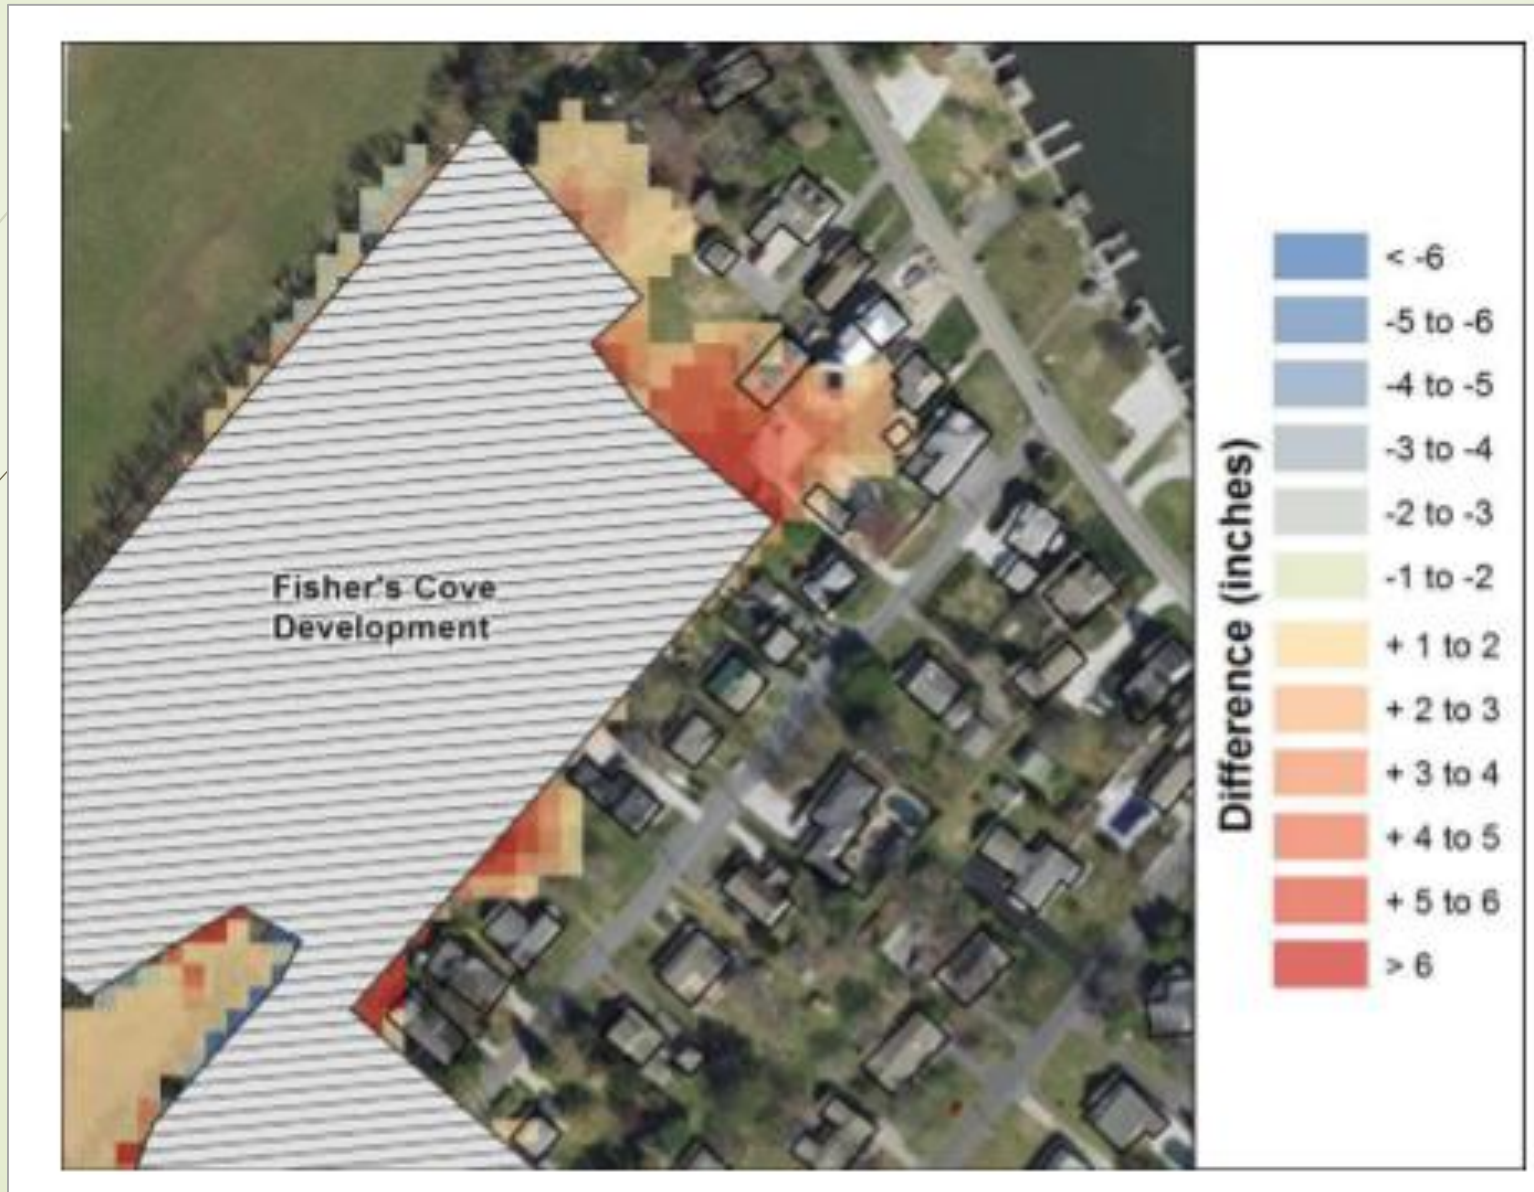 Fisher's Cove
Development
Difference (inches)
< -6
-5 to -6
-4 to -5
-3 to -4
-2 to -3
-1 to -2
+ 1 to 2
+ 2 to 3
+ 3 to 4
+ 4 to 5
+ 5 to 6
> 6